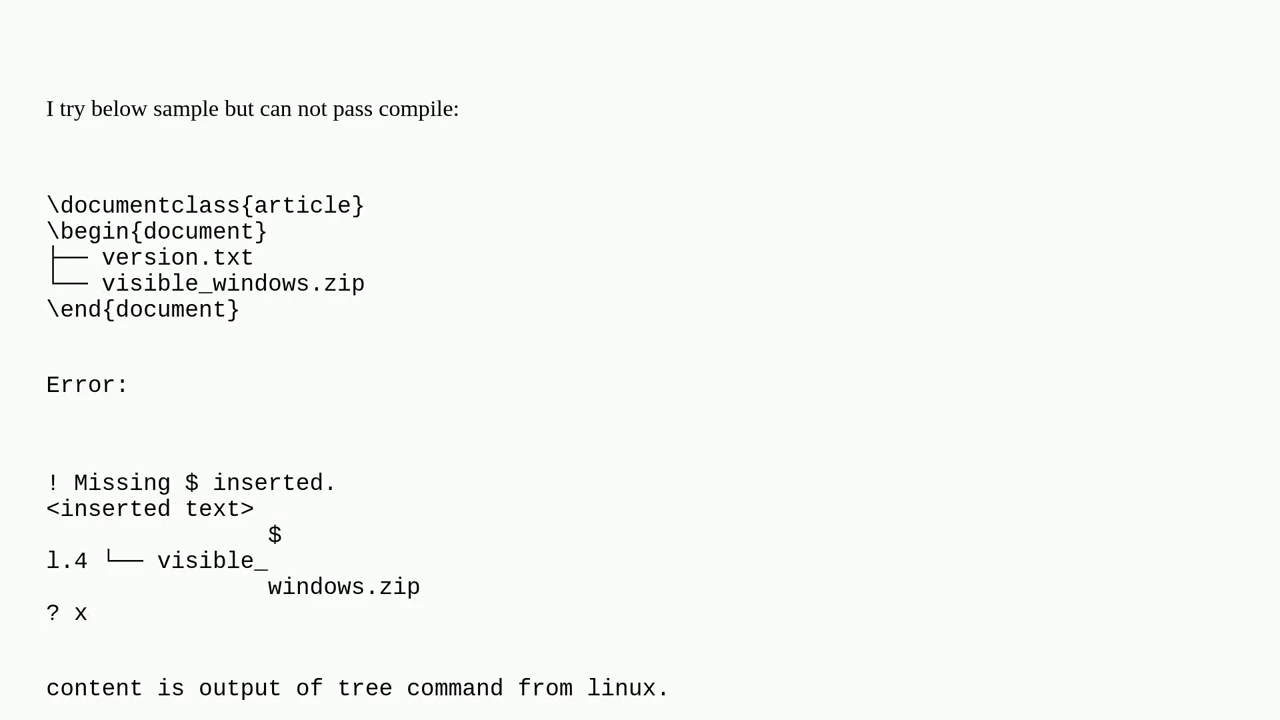 I try below sample but can not pass compile:
\documentclass{article}
\begin{document}
├── version.txt
└── visible_windows.zip
\end{document}
Error:
! Missing $ inserted.
<inserted text>
                $
l.4 └── visible_
                windows.zip
? x
content is output of tree command from linux.